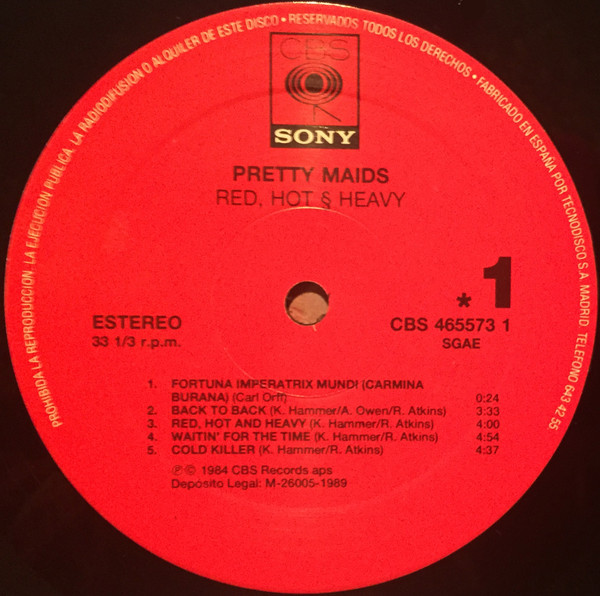 PROHIBIDA LA REPRODUCCION, LA EJECUCION PUBLICA, LA RADIODIFUSION O ALQUILER DE ESTE DISCO • RESERVADOS TODOS LOS DERECHOS • FABRICADO EN ESPAÑA POR TECNODISCO S.A. MADRID. TELEFONO 643 42 55
CBS
SONY
PRETTY MAIDS
RED, HOT § HEAVY
* 1
ESTEREO
33 1/3 r.p.m.
CBS 465573 1
SGAE
1. FORTUNA IMPERATRIX MUNDI (CARMINA
BURANA) (Carl Orff) 0:24
2. BACK TO BACK (K. Hammer/A. Owen/R. Atkins) 3:33
3. RED, HOT AND HEAVY (K. Hammer/R. Atkins) 4:00
4. WAITIN' FOR THE TIME (K. Hammer/R. Atkins) 4:54
5. COLD KILLER (K. Hammer/R. Atkins) 4:37
Ⓟ© 1984 CBS Records aps
Depósito Legal: M-26005-1989